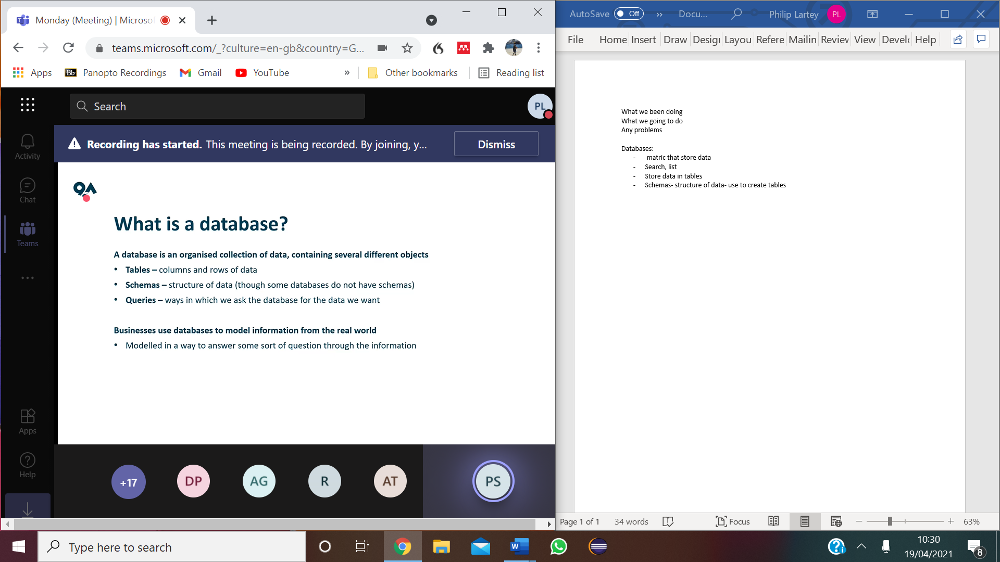 Monday (Meeting) | Microso
teams.microsoft.com/_?culture=en-gb&country=G...
Apps
Bb
Panopto Recordings
Gmail
YouTube
»
Other bookmarks
Reading list
Search
PL
Activity
Chat
Teams
Apps
Help
Recording has started. This meeting is being recorded. By joining, y...
Dismiss
QA
What is a database?
A database is an organised collection of data, containing several different objects
• Tables – columns and rows of data
• Schemas – structure of data (though some databases do not have schemas)
• Queries – ways in which we ask the database for the data we want
Businesses use databases to model information from the real world
• Modelled in a way to answer some sort of question through the information
+17
DP
AG
R
AT
PS
AutoSave Off » Docu... Philip Lartey PL
File Home Insert Draw Desig Layou Refere Mailin Review View Develo Help
What we been doing
What we going to do
Any problems
Databases:
- matric that store data
- Search, list
- Store data in tables
- Schemas- structure of data- use to create tables
Page 1 of 1 34 words Focus 63%
Type here to search
W
10:30
19/04/2021
8